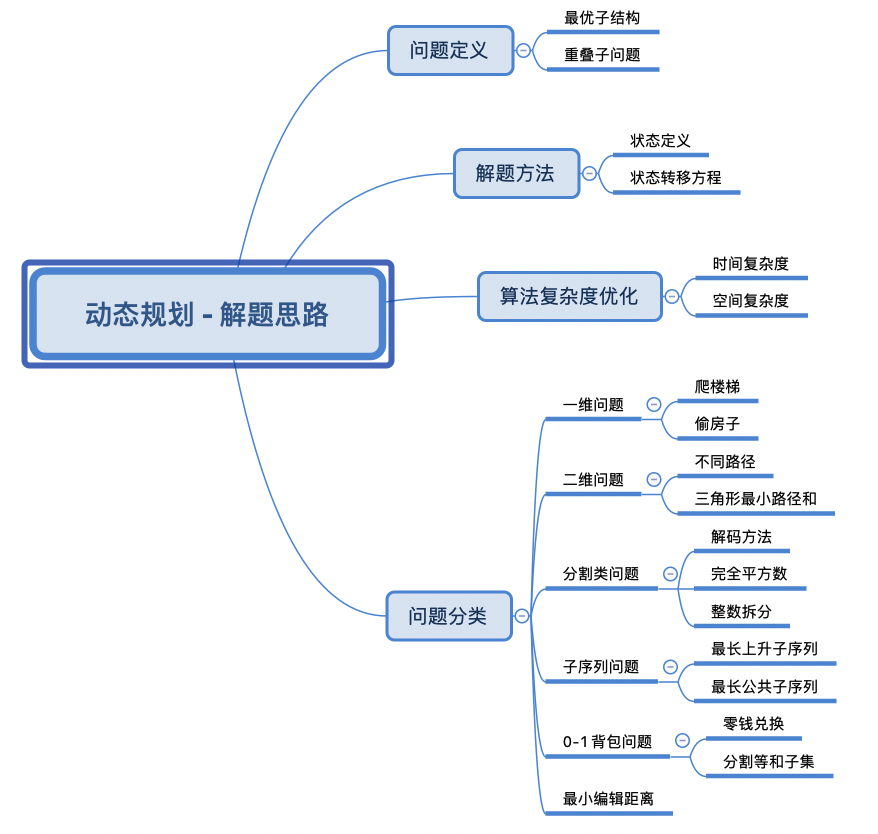 动态规划 - 解题思路
问题定义
最优子结构
重叠子问题
解题方法
状态定义
状态转移方程
算法复杂度优化
时间复杂度
空间复杂度
问题分类
一维问题
爬楼梯
偷房子
二维问题
不同路径
三角形最小路径和
分割类问题
解码方法
完全平方数
整数拆分
子序列问题
最长上升子序列
最长公共子序列
0-1 背包问题
零钱兑换
分割等和子集
最小编辑距离